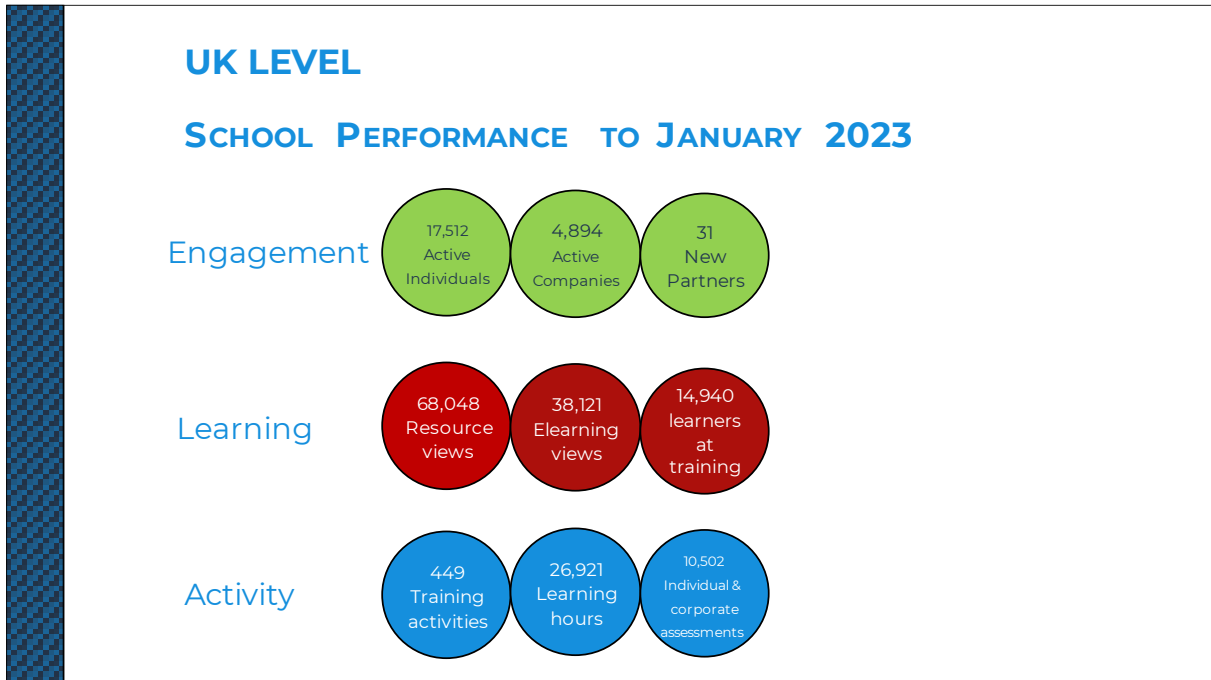 UK LEVEL
SCHOOL PERFORMANCE TO JANUARY 2023
Engagement
17,512
Active
Individuals
4,894
Active
Companies
31
New
Partners
Learning
68,048
Resource
views
38,121
Elearning
views
14,940
learners
at
training
Activity
449
Training
activities
26,921
Learning
hours
10,502
Individual &
corporate
assessments